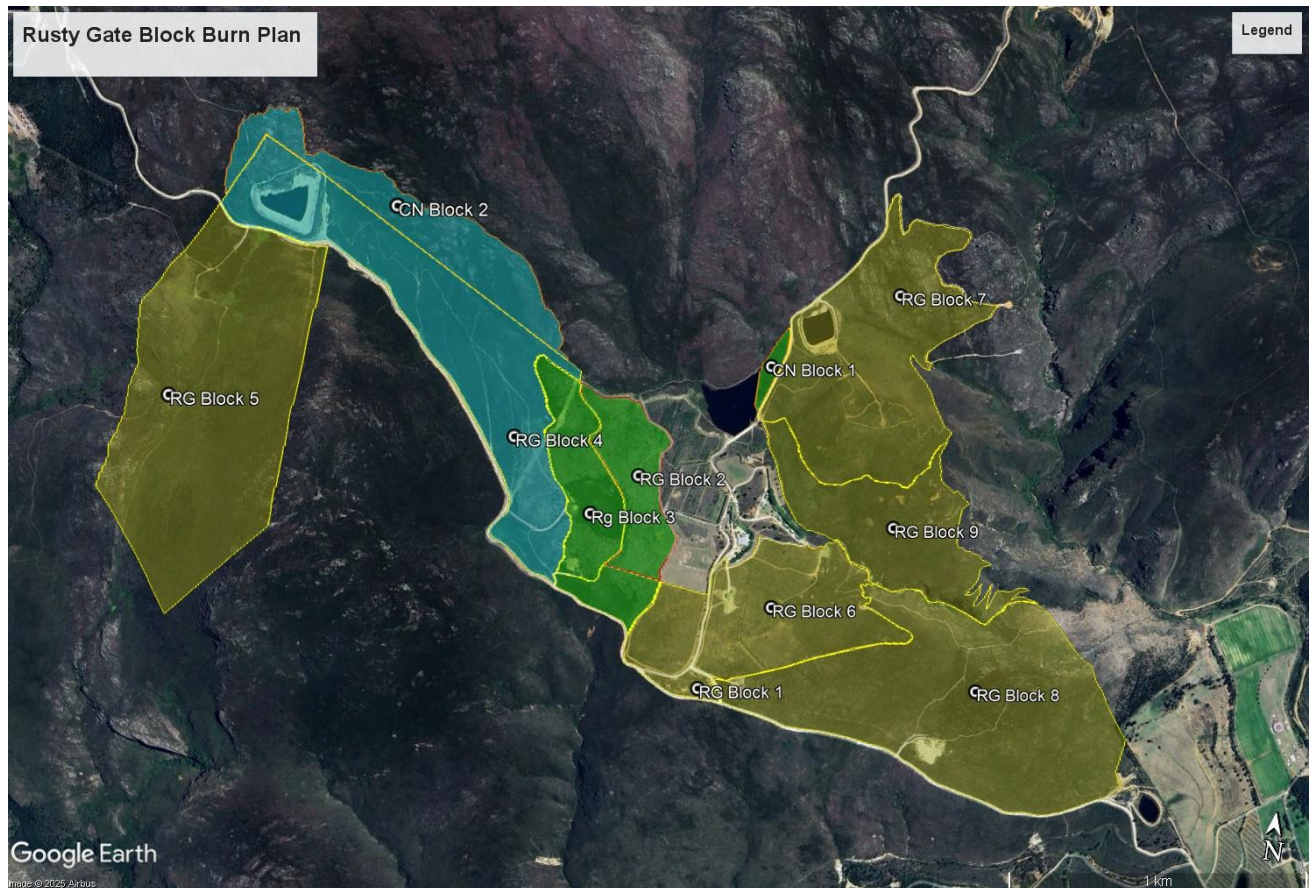 Rusty Gate Block Burn Plan
Legend
CN Block 2
RG Block 7
CN Block 1
RG Block 5
RG Block 4
RG Block 2
Rg Block 3
RG Block 9
RG Block 6
RG Block 1
RG Block 8
N
Google Earth
1 km
Image © 2025 Airbus